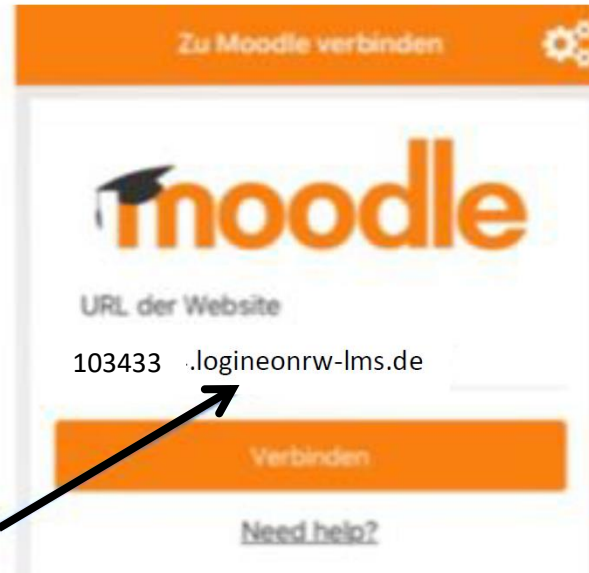 Zu Moodle verbinden
moodle
URL der Website
103433 .logineonrw-lms.de
Verbinden
Need help?